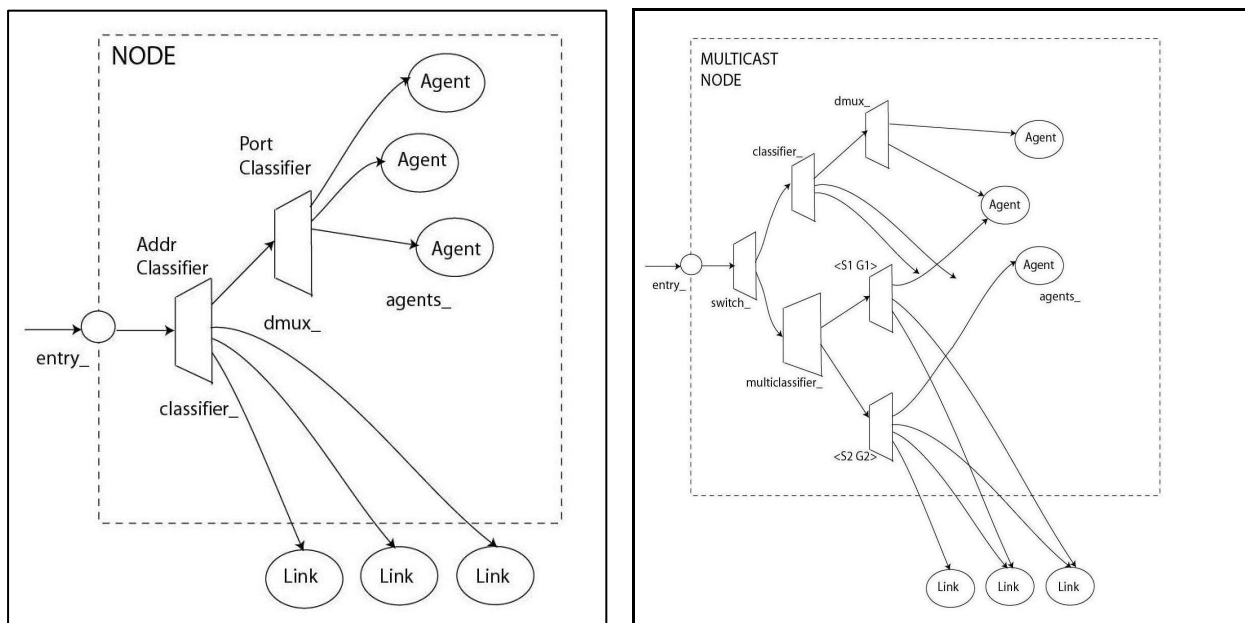 NODE
Agent
Port
Classifier
Agent
Addr
Classifier
Agent
agents_
dmux_
entry_
classifier_
Link
Link
Link
MULTICAST
NODE
dmux_
Agent
classifier_
Agent
<S1 G1>
Agent
entry_
switch_
agents_
multiclassifier_
<S2 G2>
Link
Link
Link